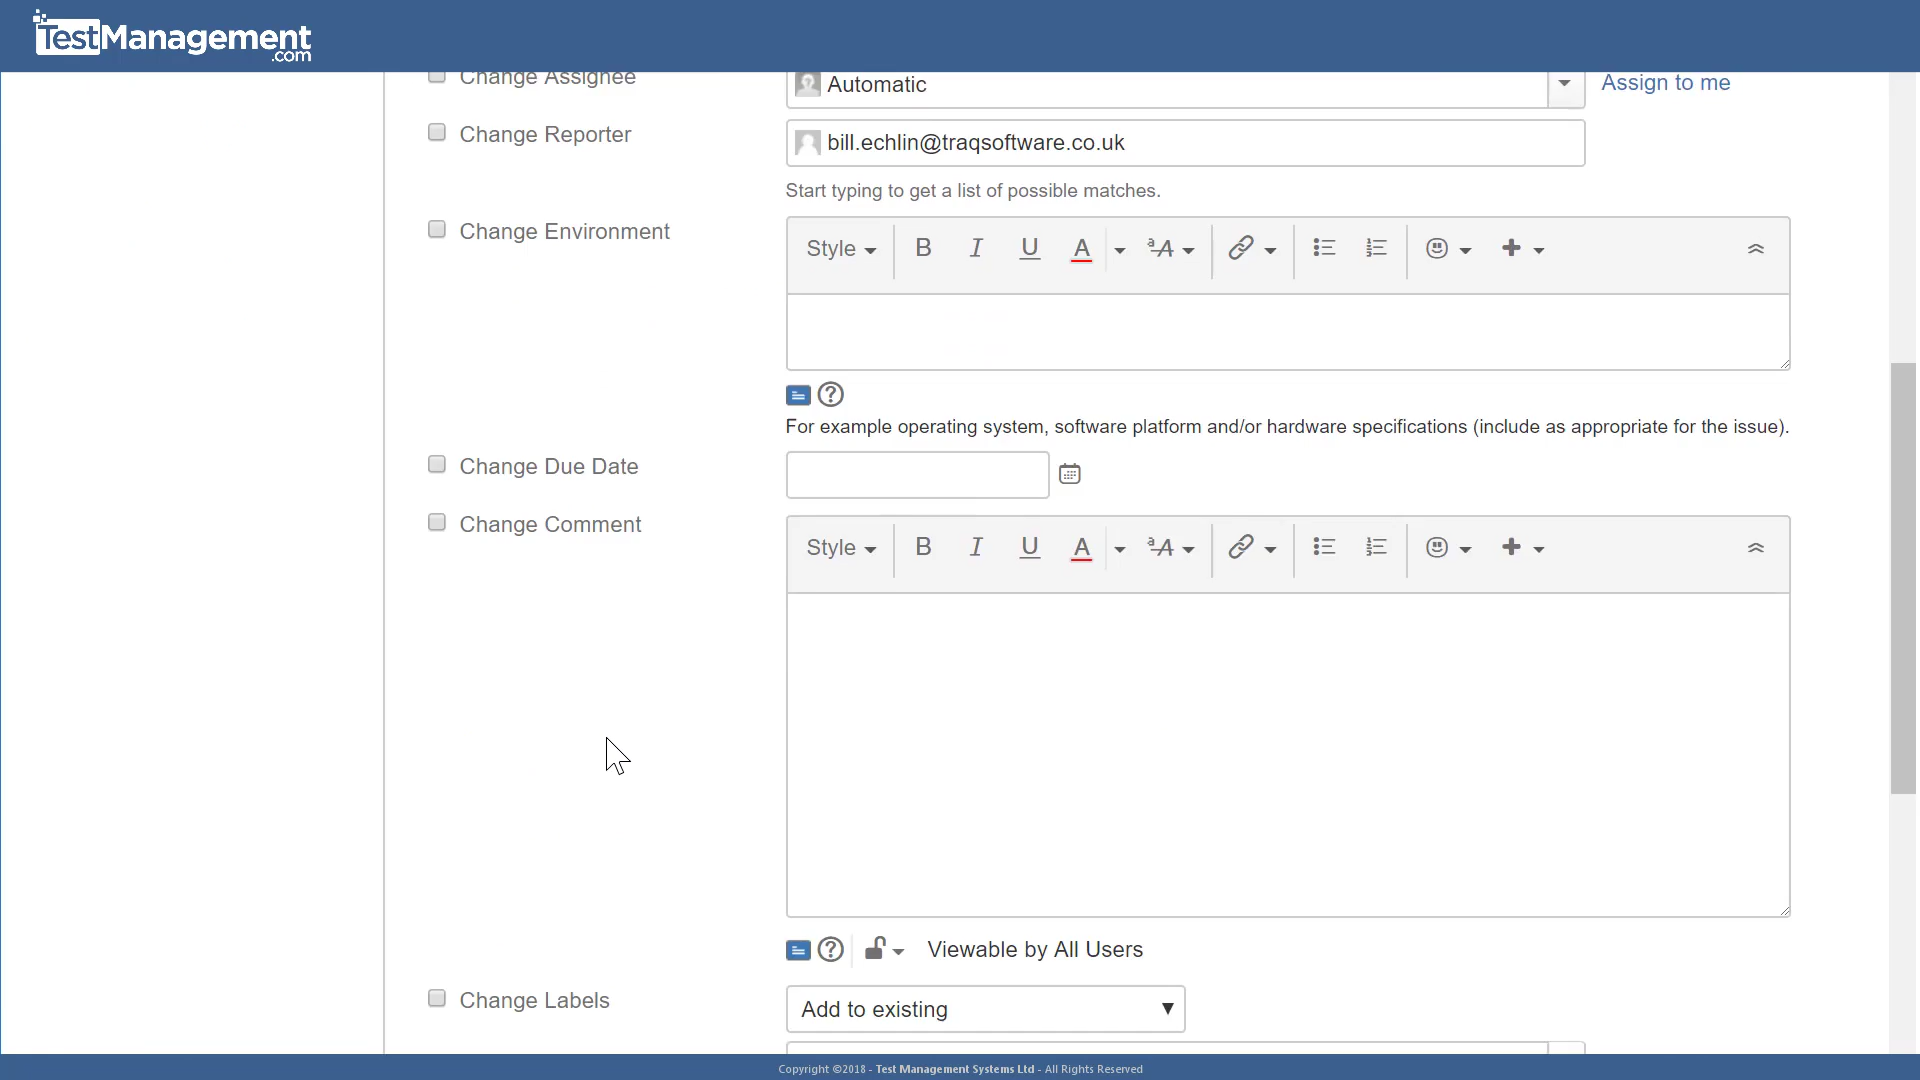 TestManagement
.com
Change Assignee
Automatic
Assign to me
Change Reporter
bill.echlin@traqsoftware.co.uk
Start typing to get a list of possible matches.
Change Environment
Style B I U A ªA
For example operating system, software platform and/or hardware specifications (include as appropriate for the issue).
Change Due Date
Change Comment
Style B I U A ªA
Viewable by All Users
Change Labels
Add to existing
Copyright ©2018 - Test Management Systems Ltd - All Rights Reserved